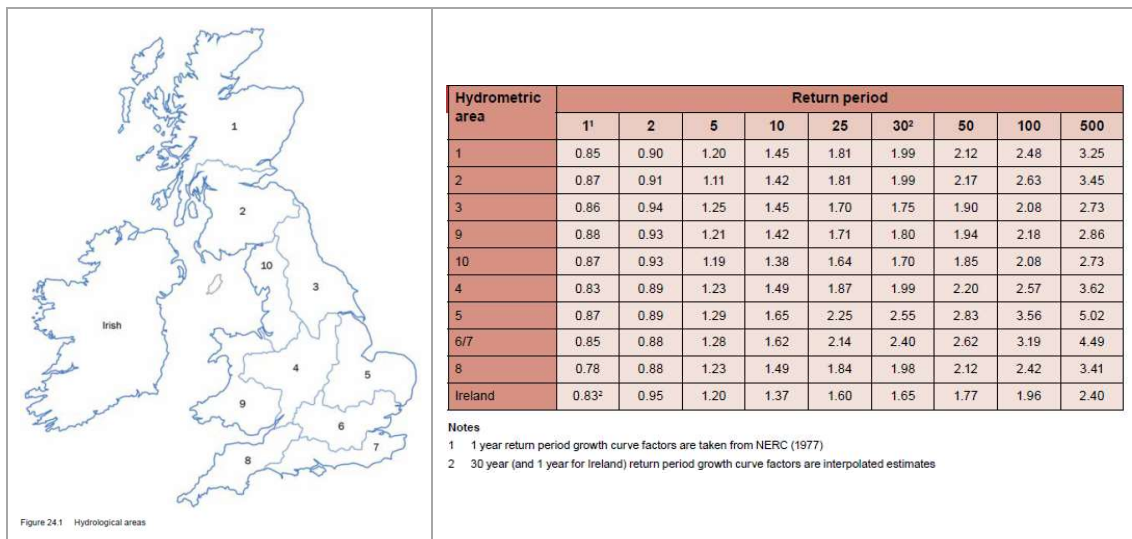 1
2
10
3
Irish
4
5
9
6
7
8
Figure 24.1 Hydrological areas
Hydrometric area Return period
1¹ 2 5 10 25 30² 50 100 500
1 0.85 0.90 1.20 1.45 1.81 1.99 2.12 2.48 3.25
2 0.87 0.91 1.11 1.42 1.81 1.99 2.17 2.63 3.45
3 0.86 0.94 1.25 1.45 1.70 1.75 1.90 2.08 2.73
9 0.88 0.93 1.21 1.42 1.71 1.80 1.94 2.18 2.86
10 0.87 0.93 1.19 1.38 1.64 1.70 1.85 2.08 2.73
4 0.83 0.89 1.23 1.49 1.87 1.99 2.20 2.57 3.62
5 0.87 0.89 1.29 1.65 2.25 2.55 2.83 3.56 5.02
6/7 0.85 0.88 1.28 1.62 2.14 2.40 2.62 3.19 4.49
8 0.78 0.88 1.23 1.49 1.84 1.98 2.12 2.42 3.41
Ireland 0.83² 0.95 1.20 1.37 1.60 1.65 1.77 1.96 2.40
Notes
1 1 year return period growth curve factors are taken from NERC (1977)
2 30 year (and 1 year for Ireland) return period growth curve factors are interpolated estimates